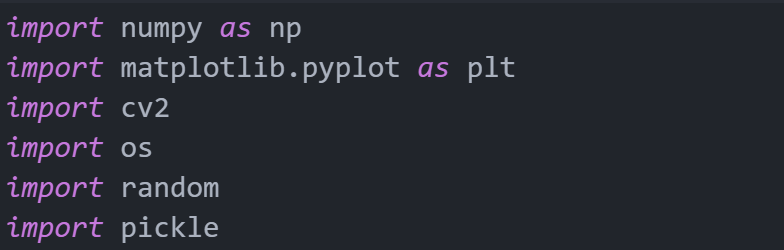 import numpy as np
import matplotlib.pyplot as plt
import cv2
import os
import random
import pickle